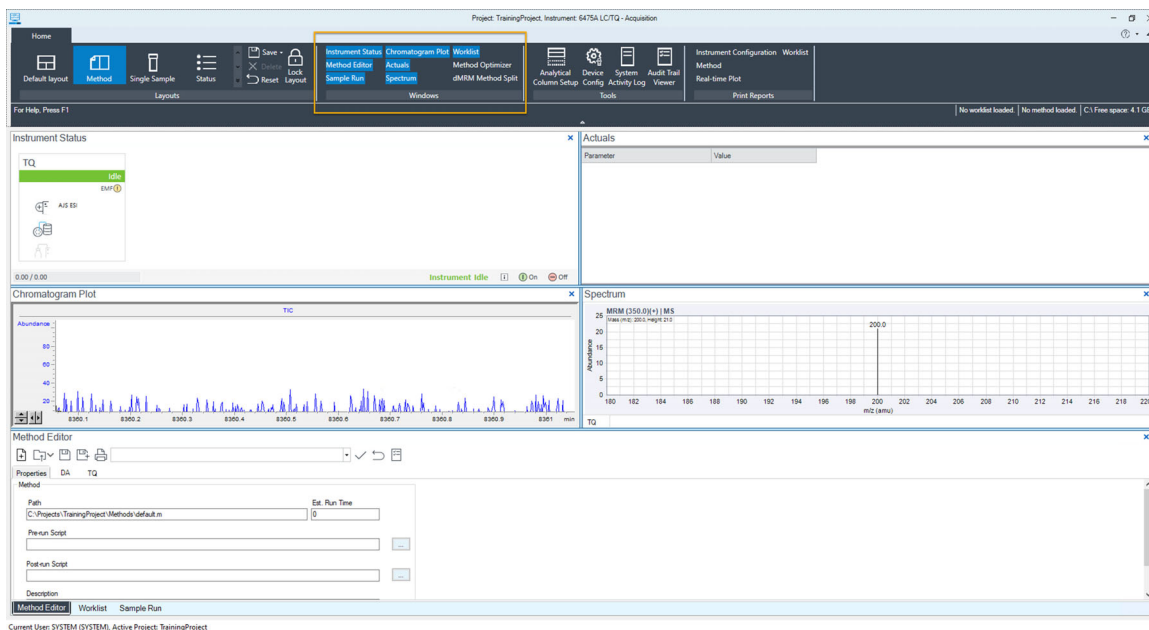 Project: TrainingProject, Instrument: 6475A LC/TQ - Acquisition
Home
Default layout
Method
Single Sample
Status
Save
Delete
Reset
Lock Layout
Layouts
Instrument Status Chromatogram Plot Worklist
Method Editor Actuals Method Optimizer
Sample Run Spectrum dMRM Method Split
Windows
Analytical Column Setup
Device Config
System Activity Log
Audit Trail Viewer
Tools
Instrument Configuration Worklist
Method
Real-time Plot
Print Reports
For Help, Press F1
No worklist loaded. No method loaded. C:\ Free space: 4.1 GB
Instrument Status
TQ
Idle
EMF
AJS ESI
0.00 / 0.00
Instrument Idle
On
Off
Actuals
Parameter Value
Chromatogram Plot
TIC
Abundance
80
60
40
20
8360.1 8360.2 8360.3 8360.4 8360.5 8360.6 8360.7 8360.8 8360.9 8361 min
Spectrum
MRM (350.0)(+) | MS
Mass (m/z): 200.0, Height: 21.0
200.0
Abundance
25
20
15
10
5
0
180 182 184 186 188 190 192 194 196 198 200 202 204 206 208 210 212 214 216 218 220
m/z (amu)
TQ
Method Editor
Properties DA TQ
Method
Path
Est. Run Time
C:\Projects\TrainingProject\Methods\default.m
0
Pre-run Script
...
Post-run Script
...
Description
Method Editor Worklist Sample Run
Current User: SYSTEM (SYSTEM), Active Project: TrainingProject